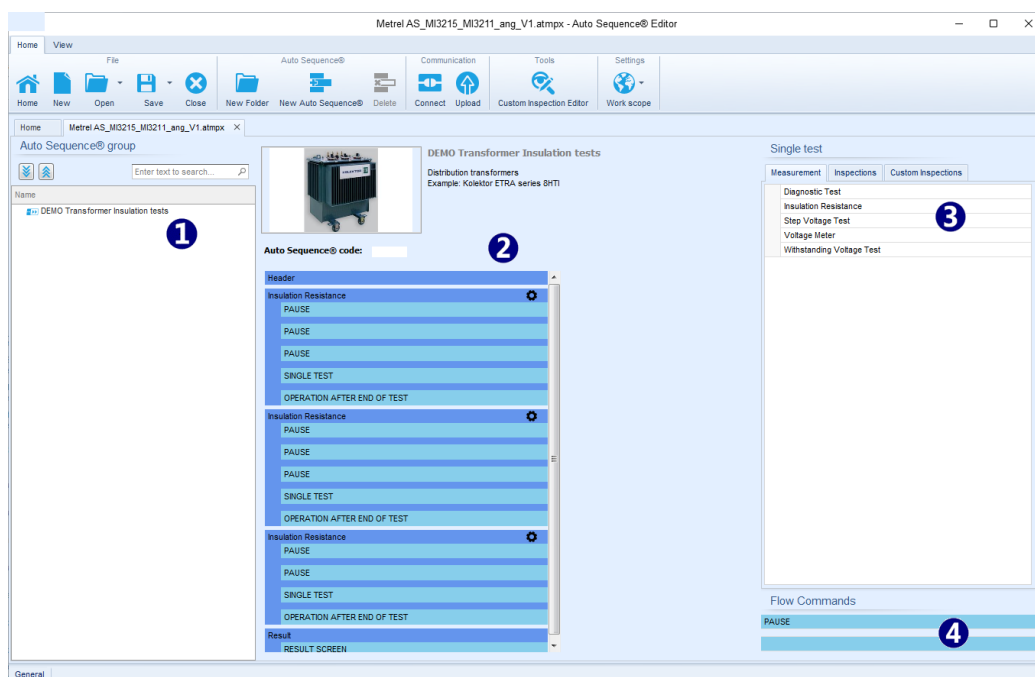 Metrel AS_MI3215_MI3211_ang_V1.atmpx - Auto Sequence® Editor
Home View
File Auto Sequence® Communication Tools Settings
Home New Open Save Close New Folder New Auto Sequence® Delete Connect Upload Custom Inspection Editor Work scope
Home Metrel AS_MI3215_MI3211_ang_V1.atmpx
Auto Sequence® group
Enter text to search...
Name
DEMO Transformer Insulation tests
1
DEMO Transformer Insulation tests
Distribution transformers
Example: Kolektor ETRA series 8HTI
Auto Sequence® code:
2
Header
Insulation Resistance
PAUSE
PAUSE
PAUSE
SINGLE TEST
OPERATION AFTER END OF TEST
Insulation Resistance
PAUSE
PAUSE
PAUSE
SINGLE TEST
OPERATION AFTER END OF TEST
Insulation Resistance
PAUSE
PAUSE
SINGLE TEST
OPERATION AFTER END OF TEST
Result
RESULT SCREEN
Single test
Measurement Inspections Custom Inspections
Diagnostic Test
Insulation Resistance
Step Voltage Test
Voltage Meter
Withstanding Voltage Test
3
Flow Commands
PAUSE
4
General